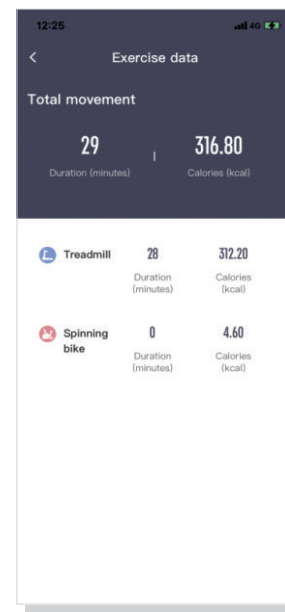 12:25
4G
Exercise data
Total movement
29
316.80
Duration (minutes)
Calories (kcal)
Treadmill
28
312.20
Duration
(minutes)
Calories
(kcal)
Spinning
bike
0
4.60
Duration
(minutes)
Calories
(kcal)